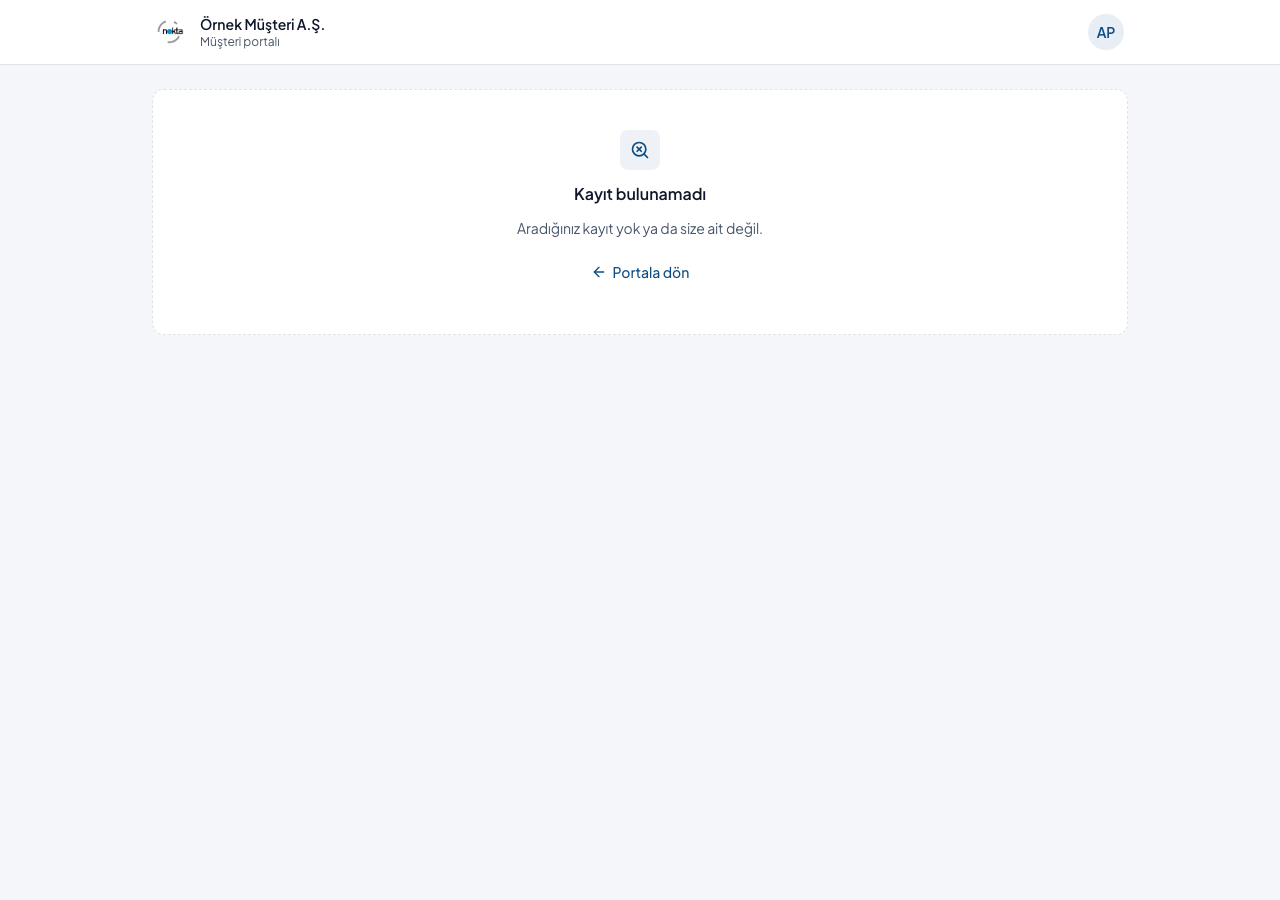 nokta
Örnek Müşteri A.Ş.
Müşteri portalı
AP
Kayıt bulunamadı
Aradığınız kayıt yok ya da size ait değil.
Portala dön